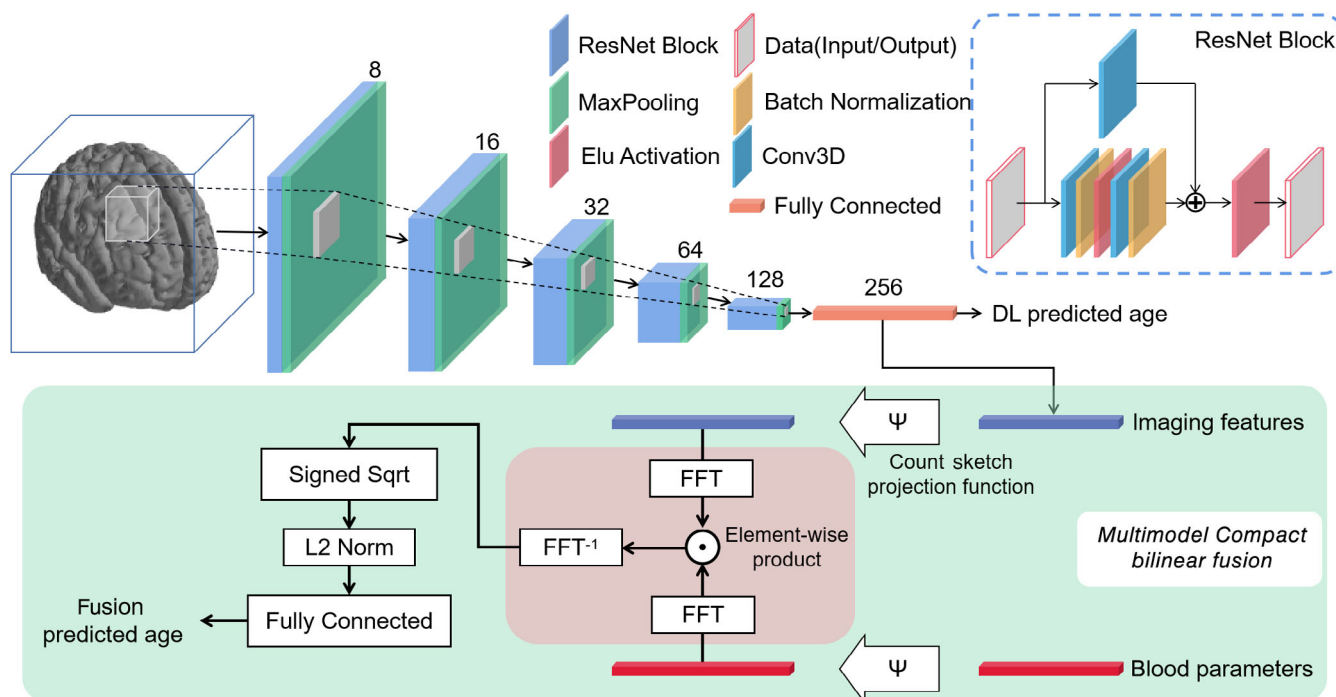 ResNet Block
Data(Input/Output)
MaxPooling
Batch Normalization
Elu Activation
Conv3D
Fully Connected
ResNet Block
8
16
32
64
128
256
DL predicted age
Ψ
Imaging features
Count sketch
projection function
FFT
Signed Sqrt
Element-wise
product
FFT-1
L2 Norm
Multimodel Compact
bilinear fusion
Fusion
predicted age
Fully Connected
FFT
Ψ
Blood parameters